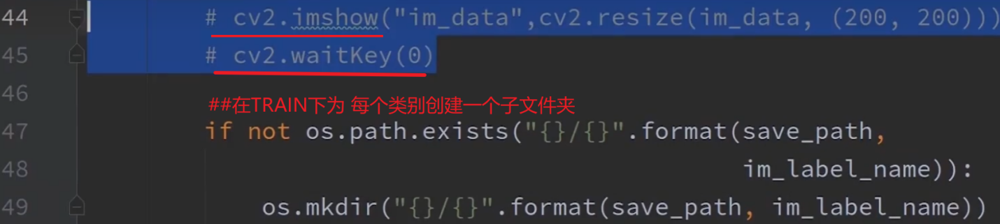 44 # cv2.imshow("im_data",cv2.resize(im_data, (200, 200)))
45 # cv2.waitKey(0)
46
##在TRAIN下为 每个类别创建一个子文件夹
47 if not os.path.exists("{}/{}".format(save_path,
48 im_label_name)):
49 os.mkdir("{}/{}".format(save_path, im_label_name))